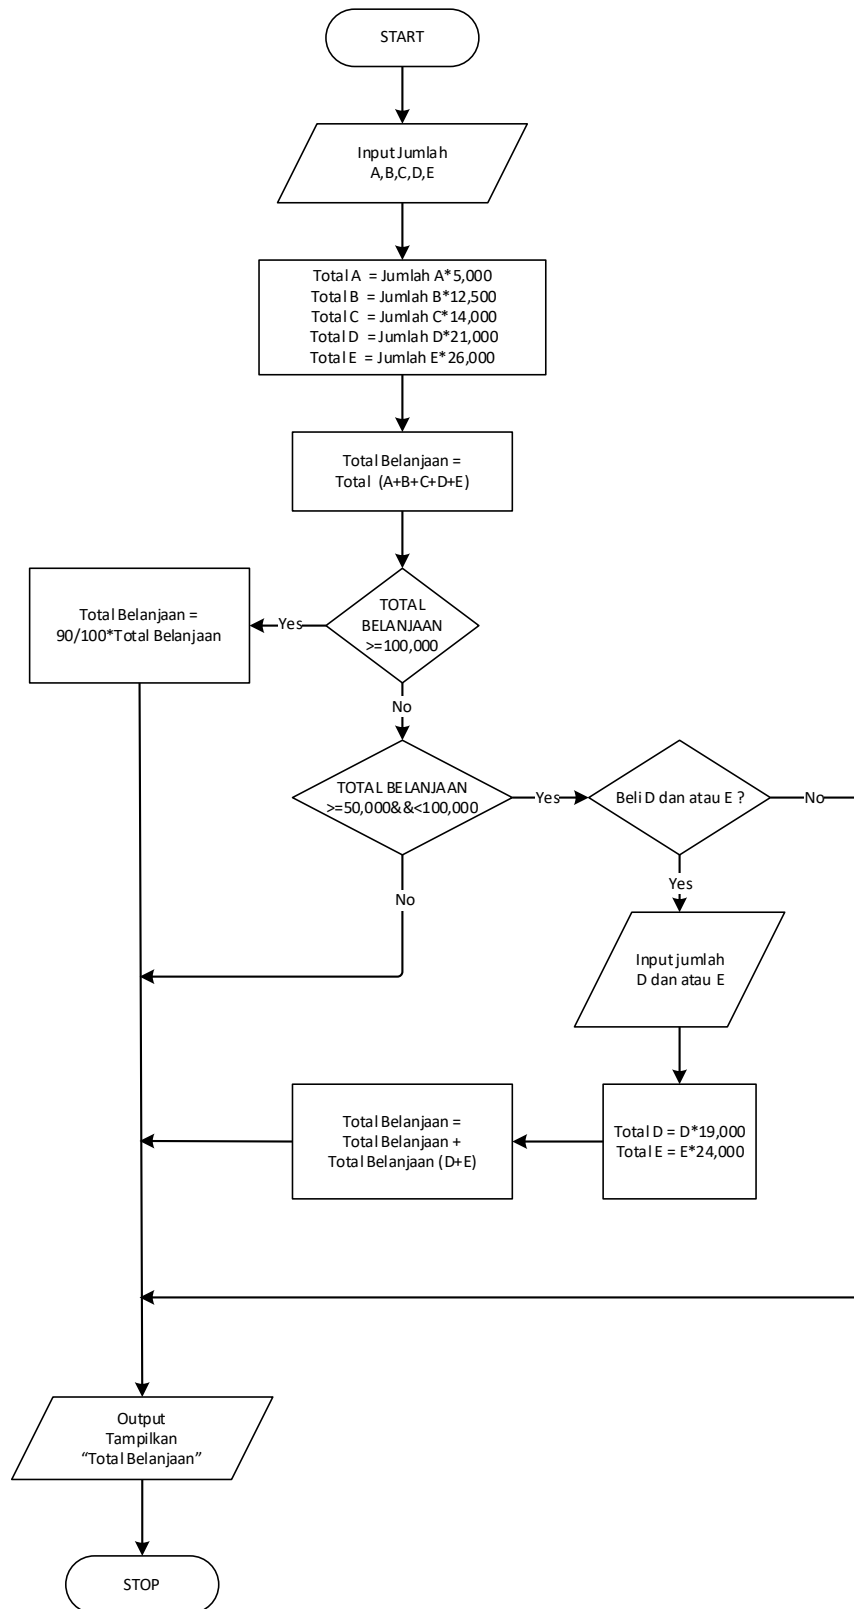 START
Input Jumlah
A,B,C,D,E
Total A = Jumlah A*5,000
Total B = Jumlah B*12,500
Total C = Jumlah C*14,000
Total D = Jumlah D*21,000
Total E = Jumlah E*26,000
Total Belanjaan =
Total (A+B+C+D+E)
TOTAL
BELANJAAN
>=100,000
Yes
Total Belanjaan =
90/100*Total Belanjaan
No
TOTAL BELANJAAN
>=50,000&&<100,000
Yes
Beli D dan atau E ?
No
Yes
No
Input jumlah
D dan atau E
Total D = D*19,000
Total E = E*24,000
Total Belanjaan =
Total Belanjaan +
Total Belanjaan (D+E)
Output
Tampilkan
“Total Belanjaan”
STOP